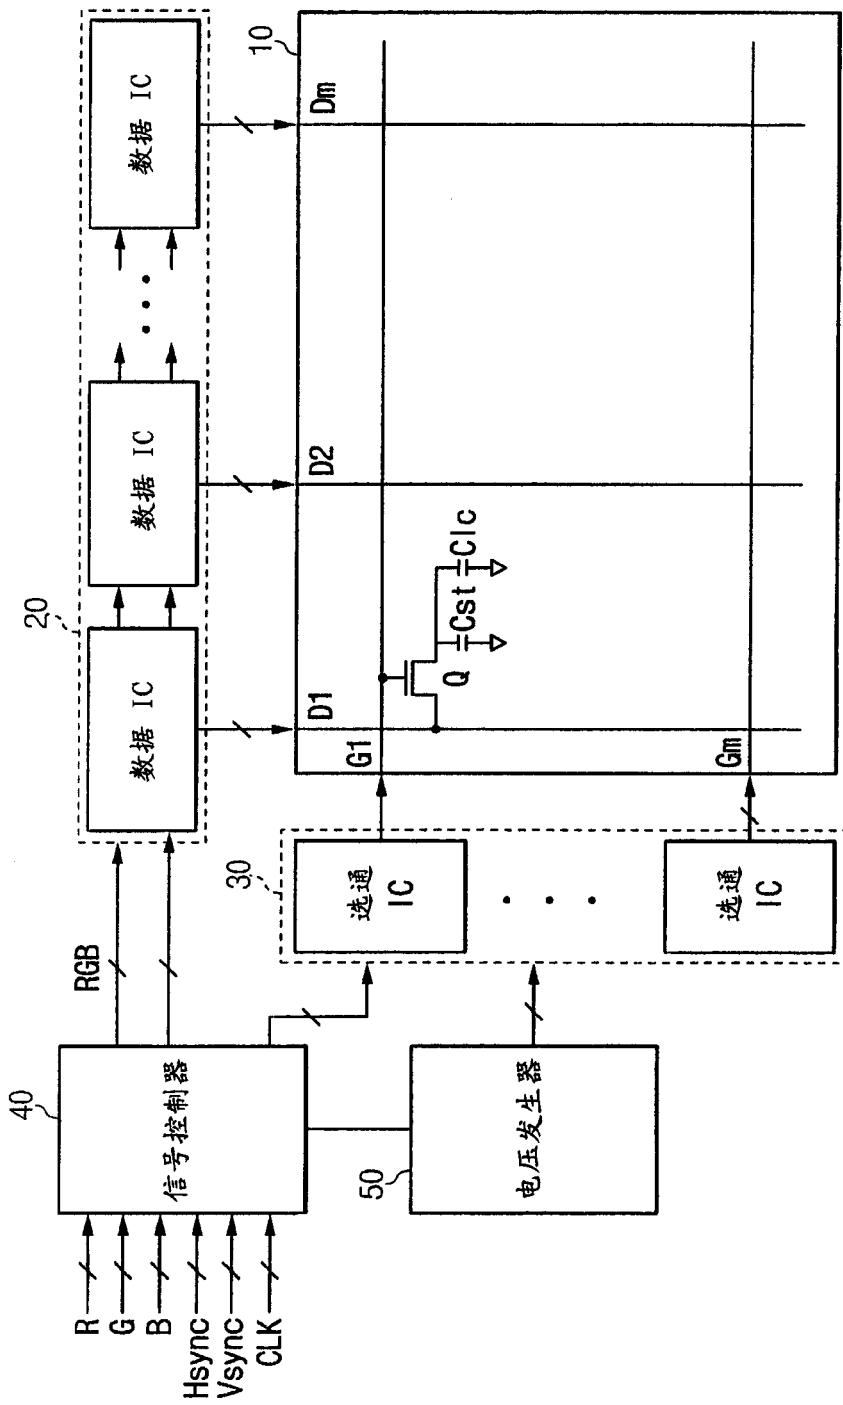 R
G
B
Hsync
Vsync
CLK
40
信号控制器
RGB
50
电压发生器
20
数据 IC
数据 IC
数据 IC
30
选通
IC
选通
IC
10
D1
D2
Dm
G1
Gm
Q
Cst
Clc